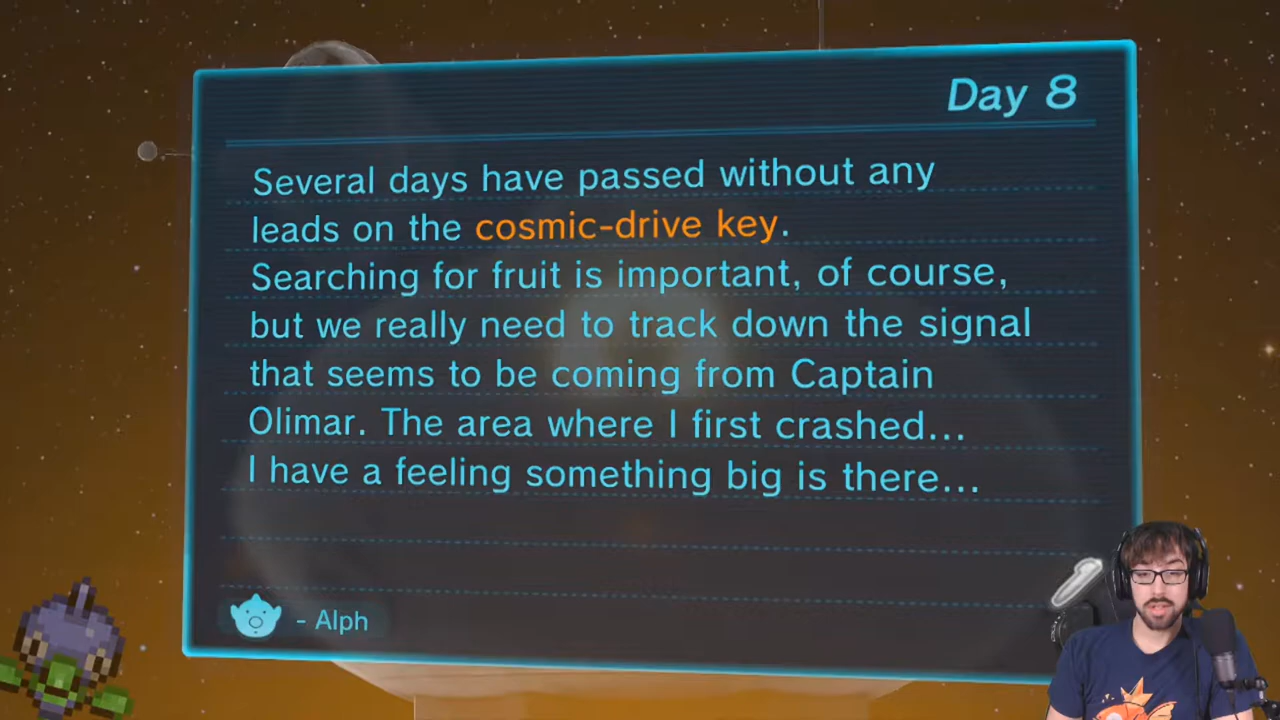 Day 8
Several days have passed without any
leads on the cosmic-drive key.
Searching for fruit is important, of course,
but we really need to track down the signal
that seems to be coming from Captain
Olimar. The area where I first crashed...
I have a feeling something big is there...
- Alph